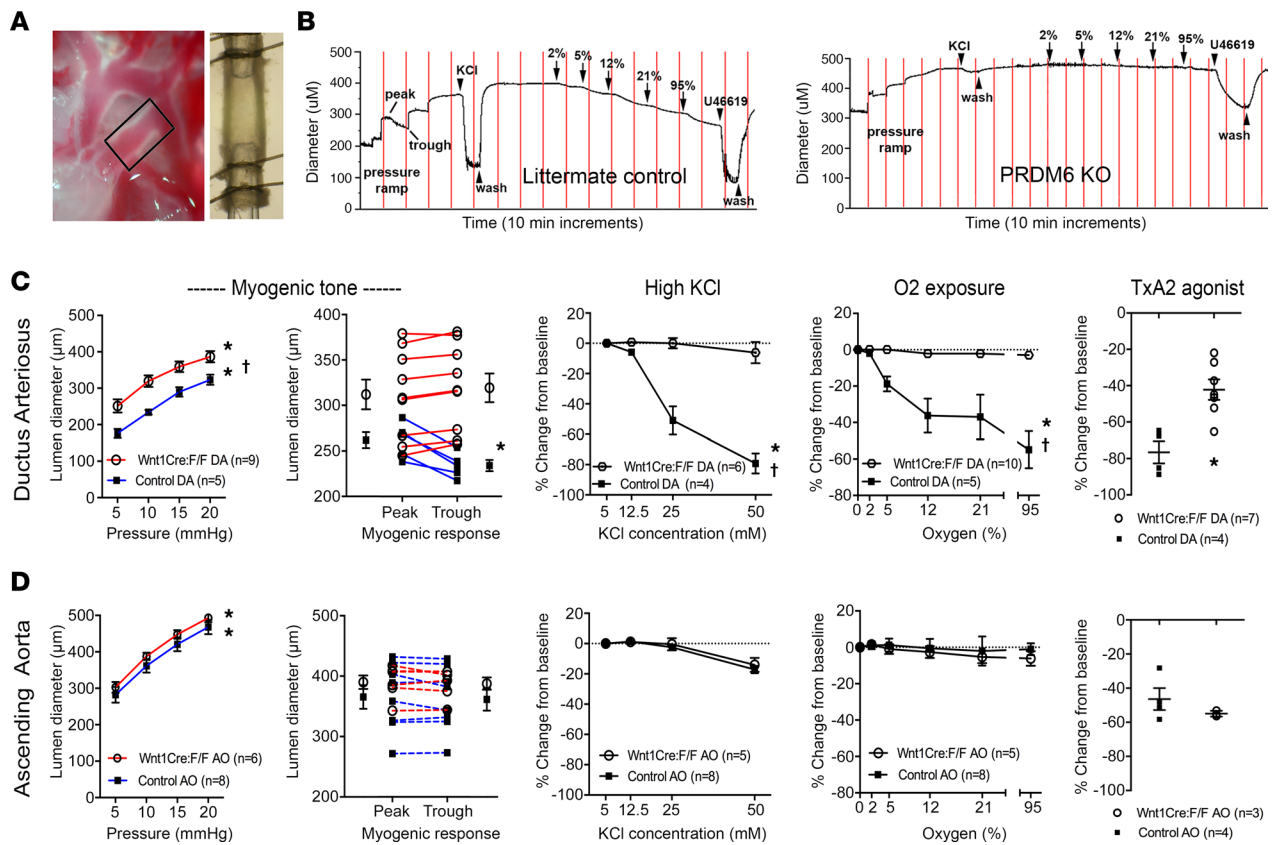 A
B
500
400
300
200
100
0
Diameter (uM)
peak
trough
pressure
ramp
KCl
wash
2%
5%
12%
21%
95%
U46619
wash
Littermate control
Time (10 min increments)
500
400
300
200
100
0
Diameter (uM)
pressure
ramp
KCl
wash
2%
5%
12%
21%
95%
U46619
wash
PRDM6 KO
Time (10 min increments)
C
Ductus Arteriosus
------ Myogenic tone ------
High KCl
O2 exposure
TxA2 agonist
Lumen diameter (µm)
500
400
300
200
100
0
*
*
†
Wnt1Cre:F/F DA (n=9)
Control DA (n=5)
5 10 15 20
Pressure (mmHg)
Lumen diameter (µm)
400
350
300
250
200
*
Peak Trough
Myogenic response
% Change from baseline
20
0
-20
-40
-60
-80
-100
*
†
Wnt1Cre:F/F DA (n=6)
Control DA (n=4)
5 12.5 25 50
KCl concentration (mM)
% Change from baseline
20
0
-20
-40
-60
-80
*
†
Wnt1Cre:F/F DA (n=10)
Control DA (n=5)
0 2 5 12 21 95
Oxygen (%)
% Change from baseline
0
-20
-40
-60
-80
-100
*
Wnt1Cre:F/F DA (n=7)
Control DA (n=4)
D
Ascending Aorta
Lumen diameter (µm)
500
400
300
200
100
0
*
*
Wnt1Cre:F/F AO (n=6)
Control AO (n=8)
5 10 15 20
Pressure (mmHg)
Lumen diameter (µm)
500
400
300
200
Peak Trough
Myogenic response
% Change from baseline
20
0
-20
-40
-60
-80
-100
Wnt1Cre:F/F AO (n=5)
Control AO (n=8)
5 12.5 25 50
KCl concentration (mM)
% Change from baseline
20
0
-20
-40
-60
-80
Wnt1Cre:F/F AO (n=5)
Control AO (n=8)
0 2 5 12 21 95
Oxygen (%)
% Change from baseline
0
-20
-40
-60
-80
-100
Wnt1Cre:F/F AO (n=3)
Control AO (n=4)